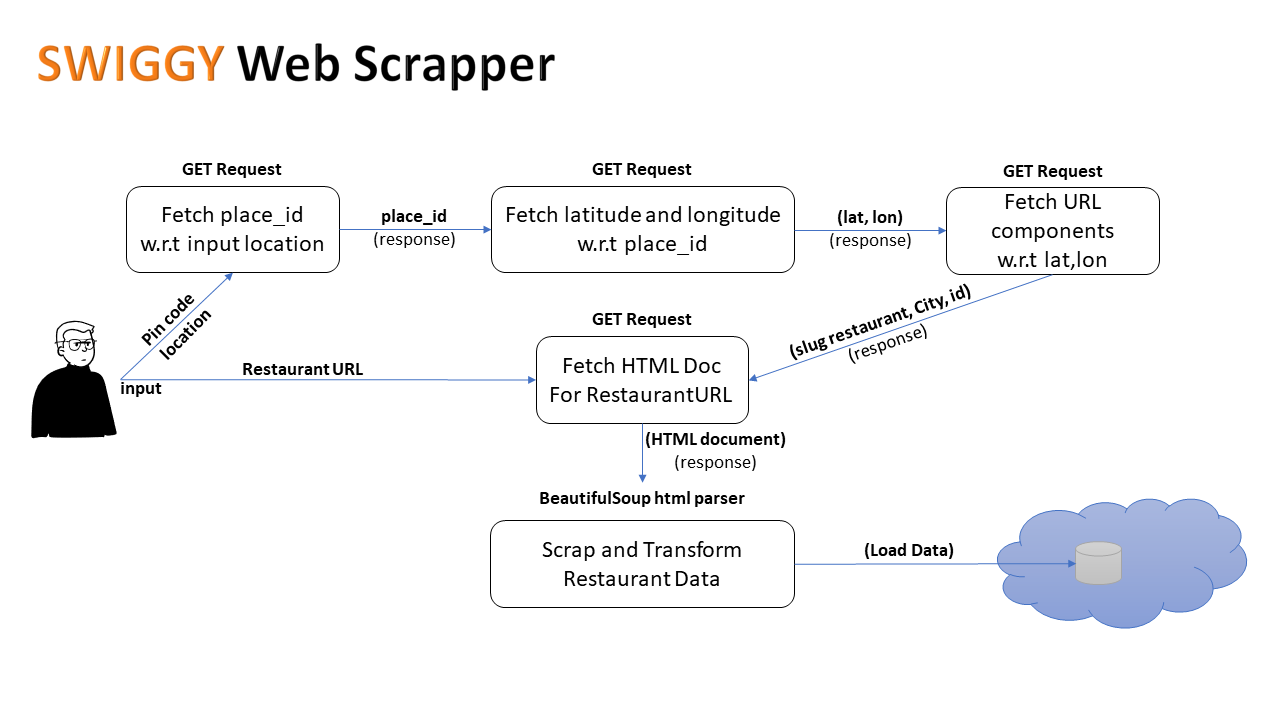 SWIGGY Web Scrapper
GET Request
Fetch place_id
w.r.t input location
place_id
(response)
GET Request
Fetch latitude and longitude
w.r.t place_id
(lat, lon)
(response)
GET Request
Fetch URL
components
w.r.t lat,lon
Pin code
location
(slug restaurant, City, id)
(response)
input
Restaurant URL
GET Request
Fetch HTML Doc
For RestaurantURL
(HTML document)
(response)
BeautifulSoup html parser
Scrap and Transform
Restaurant Data
(Load Data)